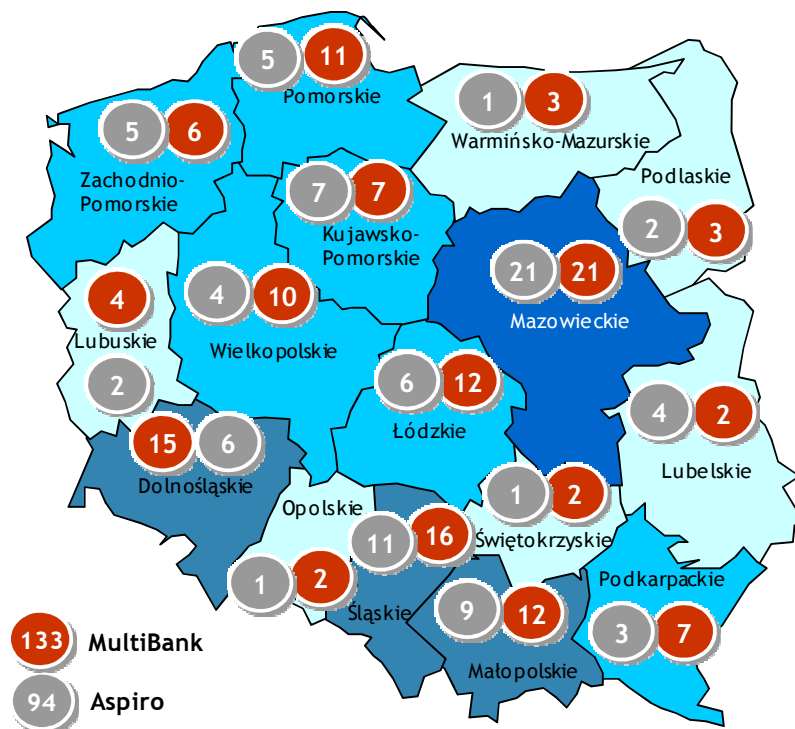 5 11
Pomorskie
1 3
Warmińsko-Mazurskie
5 6
Zachodnio-
Pomorskie
Podlaskie
2 3
7 7
Kujawsko-
Pomorskie
21 21
Mazowieckie
4
Lubuskie
2
4 10
Wielkopolskie
6 12
Łódzkie
4 2
Lubelskie
15 6
Dolnośląskie
Opolskie
1 2
11 16
Śląskie
1 2
Świętokrzyskie
9 12
Małopolskie
Podkarpackie
3 7
133 MultiBank
94 Aspiro